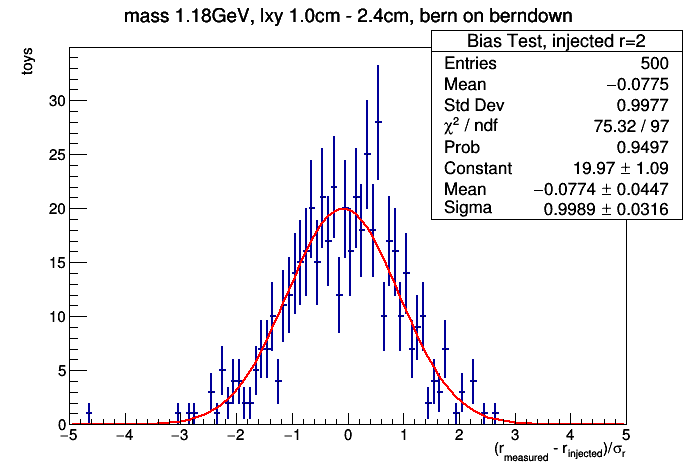 mass 1.18GeV, lxy 1.0cm - 2.4cm, bern on berndown
toys
Bias Test, injected r=2
Entries 500
Mean −0.0775
Std Dev 0.9977
χ² / ndf 75.32 / 97
Prob 0.9497
Constant 19.97 ± 1.09
Mean −0.0774 ± 0.0447
Sigma 0.9989 ± 0.0316
30
25
20
15
10
5
0
−5 −4 −3 −2 −1 0 1 2 3 4 5
(r_measured - r_injected)/σ_r